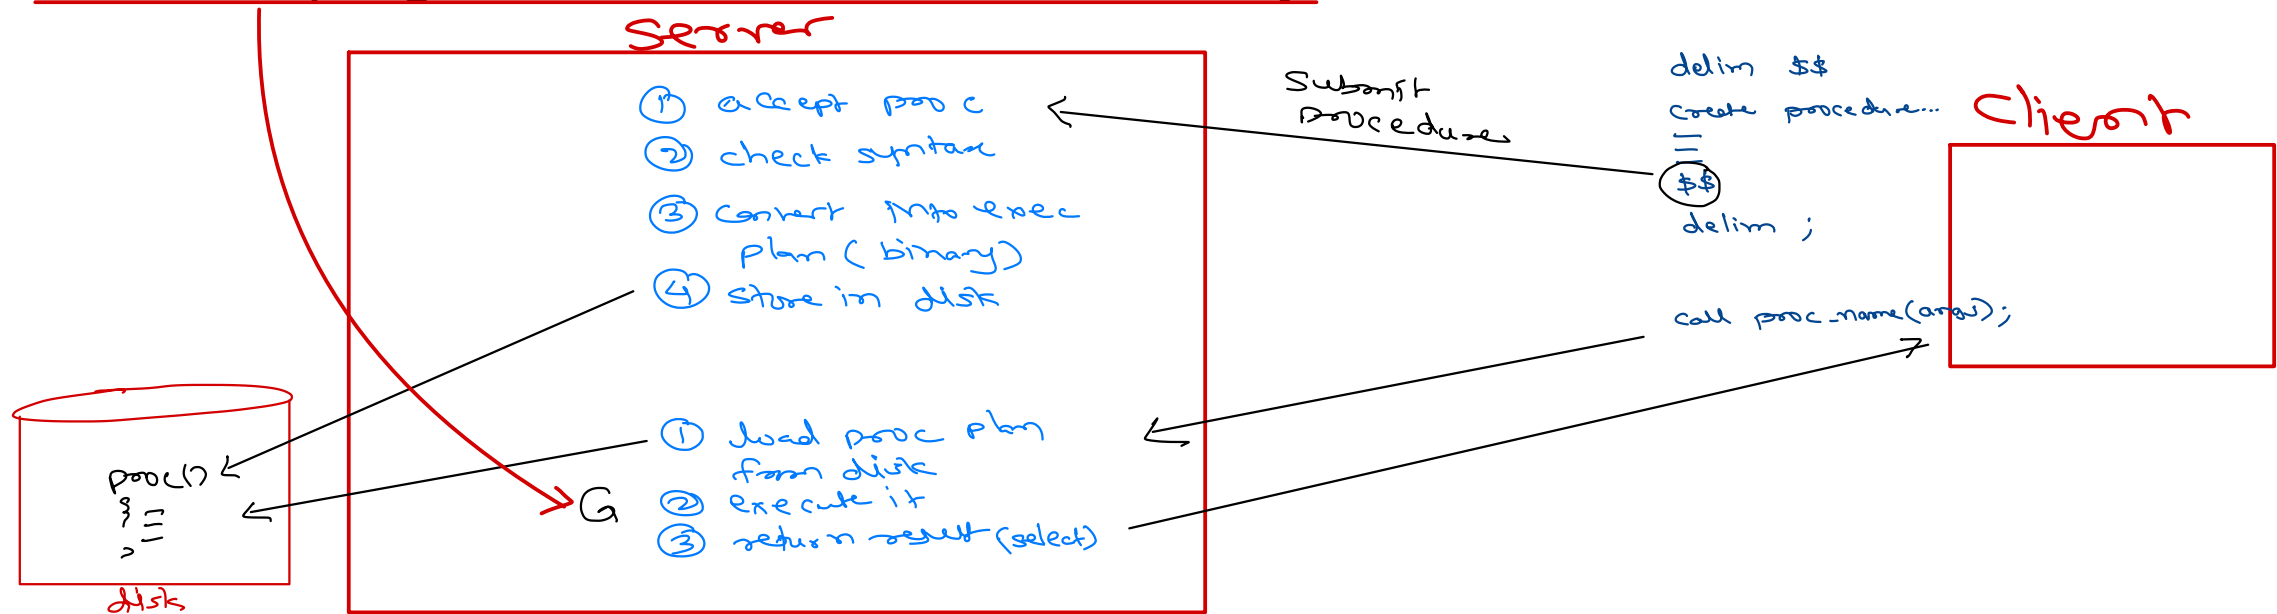 Server
① accept proc
② check syntax
③ convert into exec
plan (binary)
④ store in disk
① load proc plan
from disk
② execute it
③ return result (select)
G
Submit
procedure
delim $$
create procedure...
$$
delim ;
Client
call proc_name(args);
proc()
disk